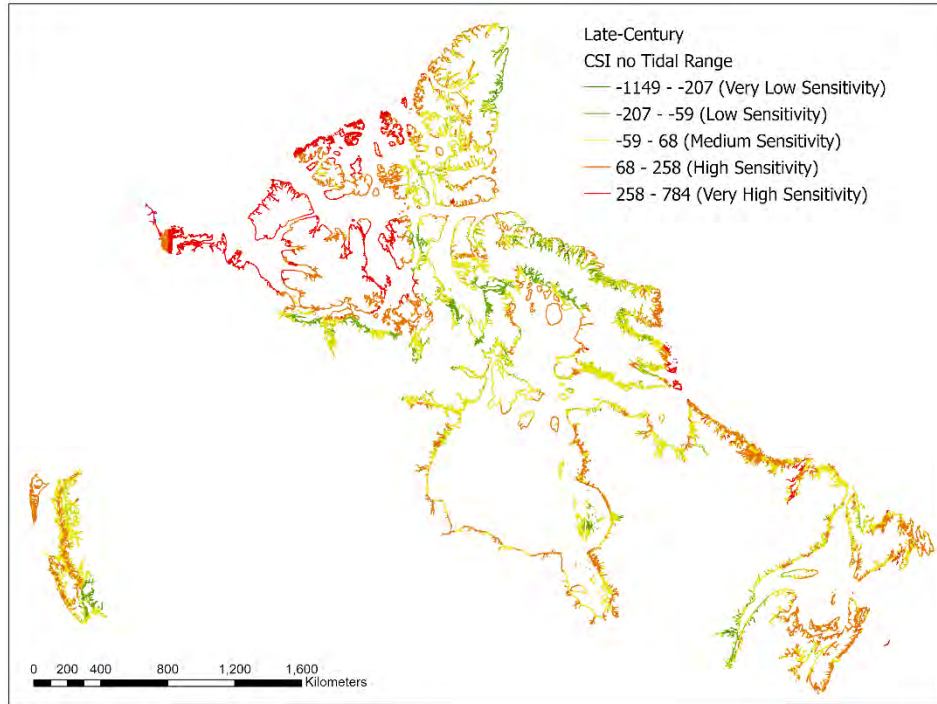 Late-Century
CSI no Tidal Range
-1149 - -207 (Very Low Sensitivity)
-207 - -59 (Low Sensitivity)
-59 - 68 (Medium Sensitivity)
68 - 258 (High Sensitivity)
258 - 784 (Very High Sensitivity)
0 200 400 800 1,200 1,600
Kilometers